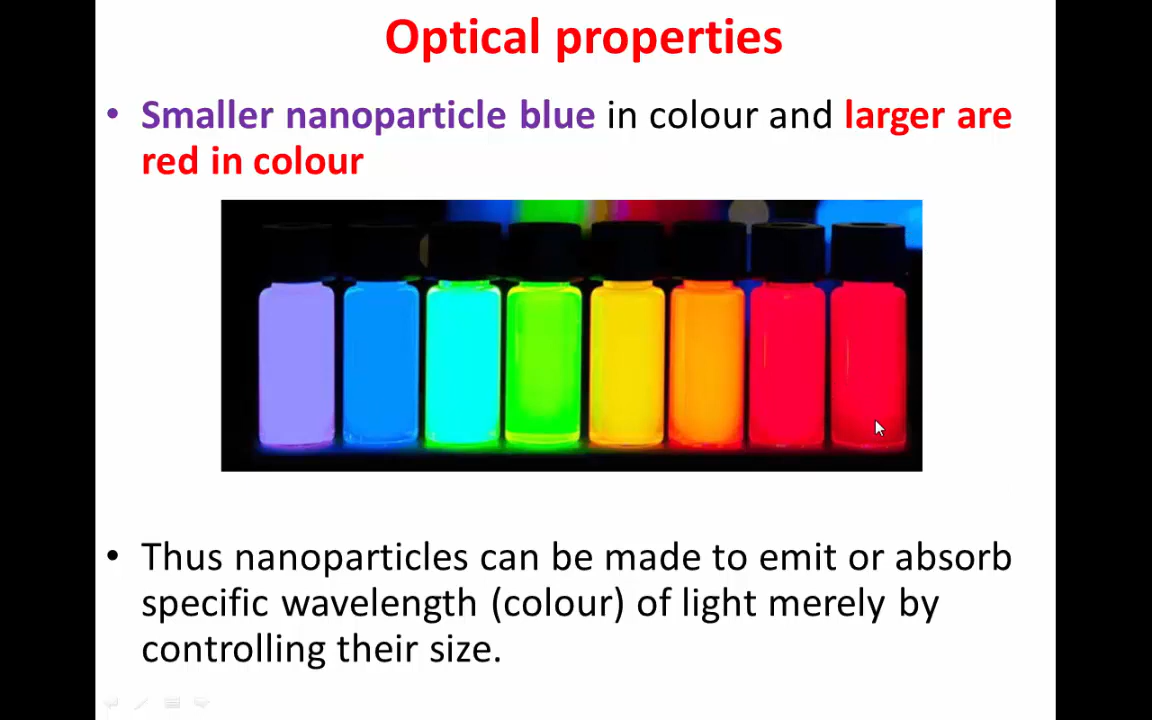 Optical properties
• Smaller nanoparticle blue in colour and larger are
red in colour
• Thus nanoparticles can be made to emit or absorb
specific wavelength (colour) of light merely by
controlling their size.